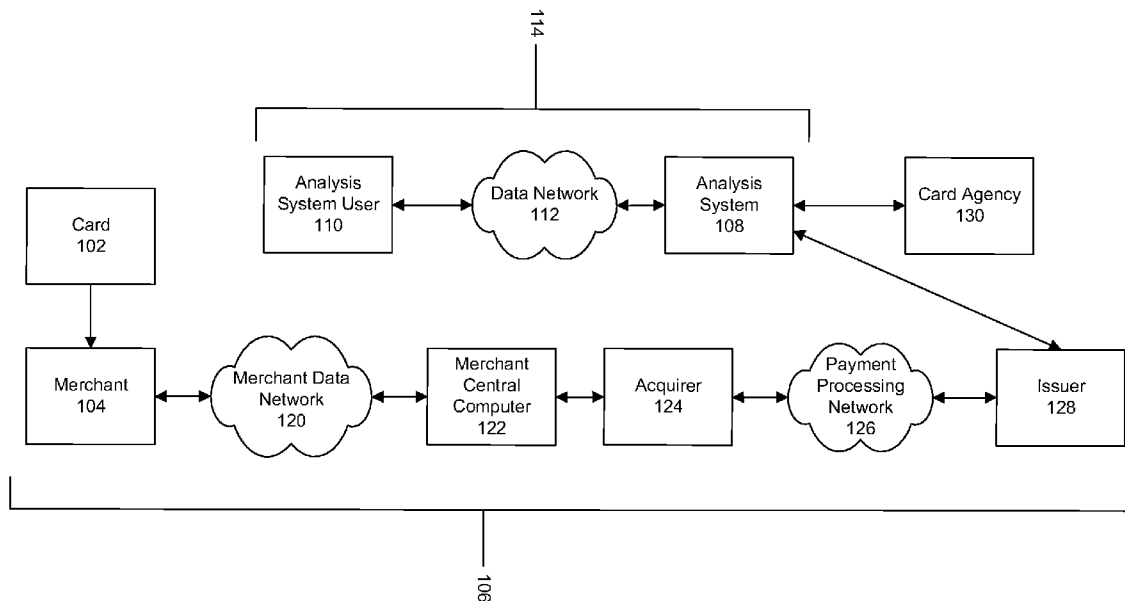 114
Analysis
System User
110
Data Network
112
Analysis
System
108
Card Agency
130
Card
102
Merchant
104
Merchant Data
Network
120
Merchant
Central
Computer
122
Acquirer
124
Payment
Processing
Network
126
Issuer
128
106